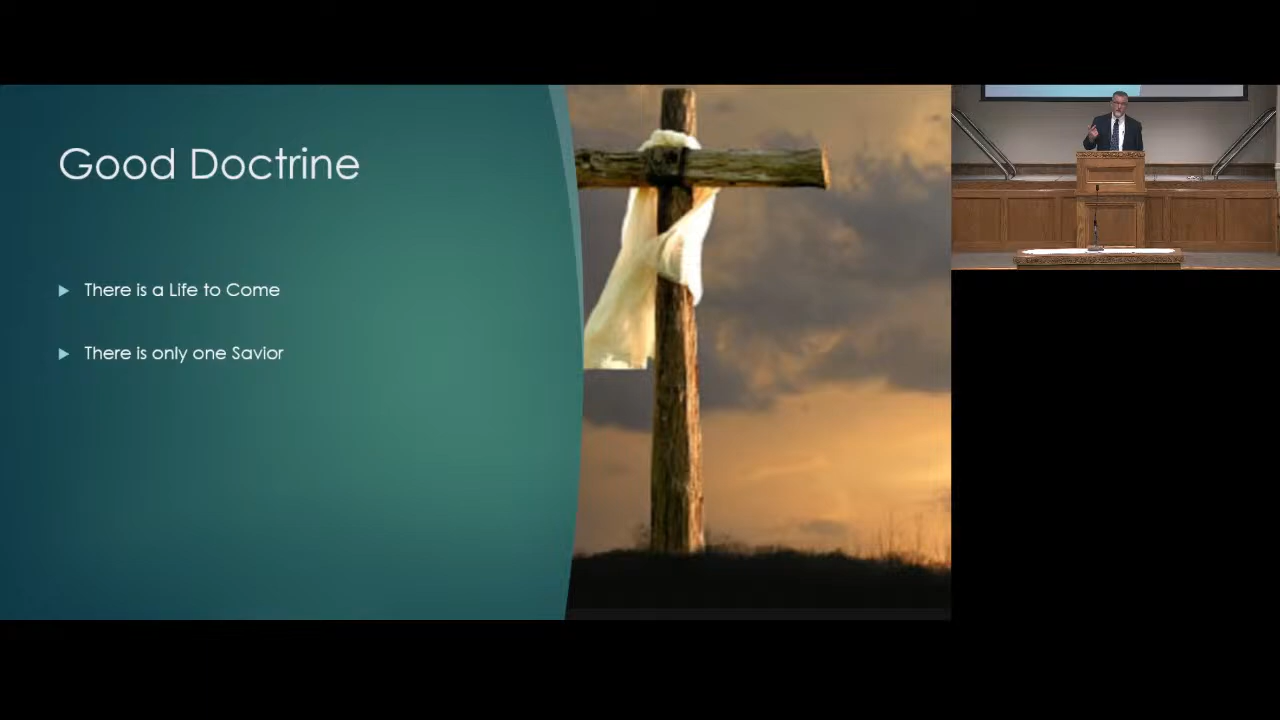 Good Doctrine
There is a Life to Come
There is only one Savior